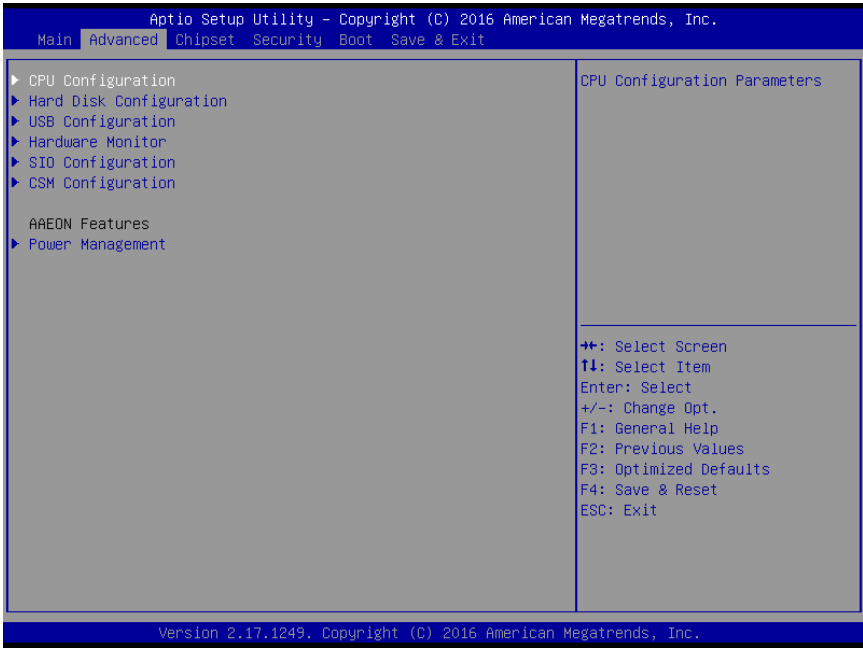 Aptio Setup Utility – Copyright (C) 2016 American Megatrends, Inc.
Main Advanced Chipset Security Boot Save & Exit
▶ CPU Configuration
▶ Hard Disk Configuration
▶ USB Configuration
▶ Hardware Monitor
▶ SIO Configuration
▶ CSM Configuration
AAEON Features
▶ Power Management
CPU Configuration Parameters
→←: Select Screen
↑↓: Select Item
Enter: Select
+/-: Change Opt.
F1: General Help
F2: Previous Values
F3: Optimized Defaults
F4: Save & Reset
ESC: Exit
Version 2.17.1249. Copyright (C) 2016 American Megatrends, Inc.